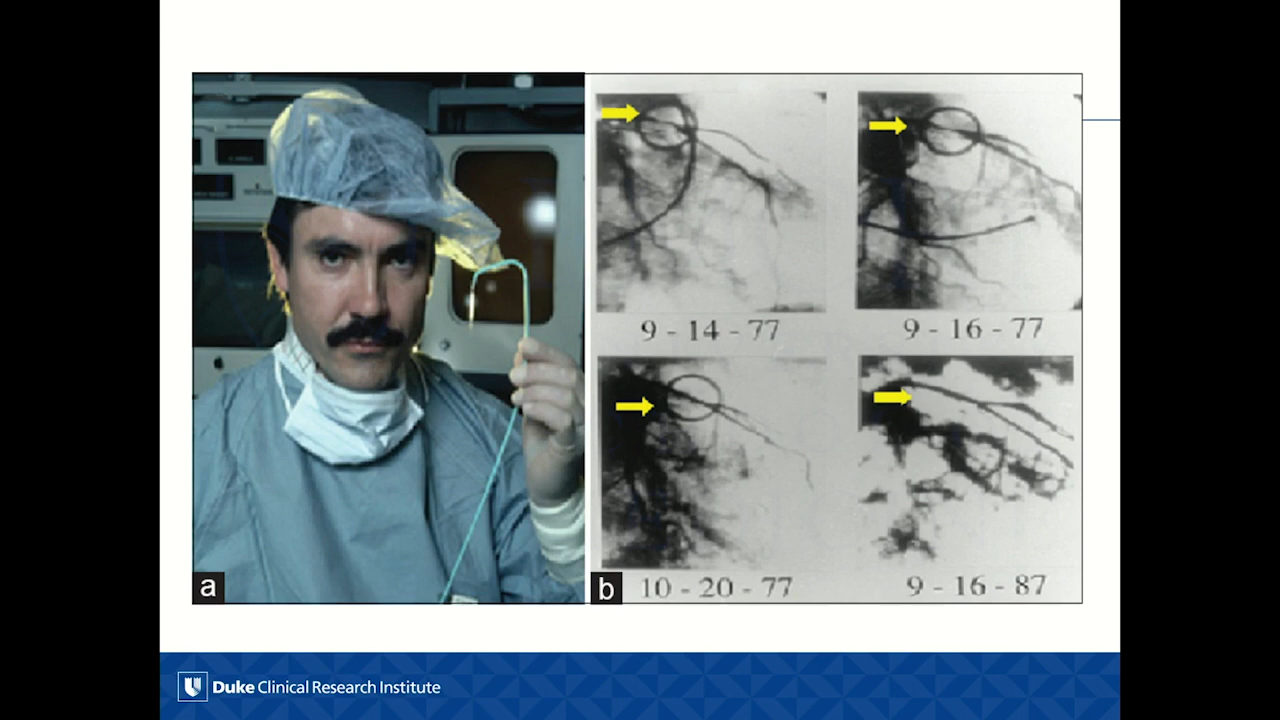 9 - 14 - 77
9 - 16 - 77
10 - 20 - 77
9 - 16 - 87
a
b
Duke Clinical Research Institute